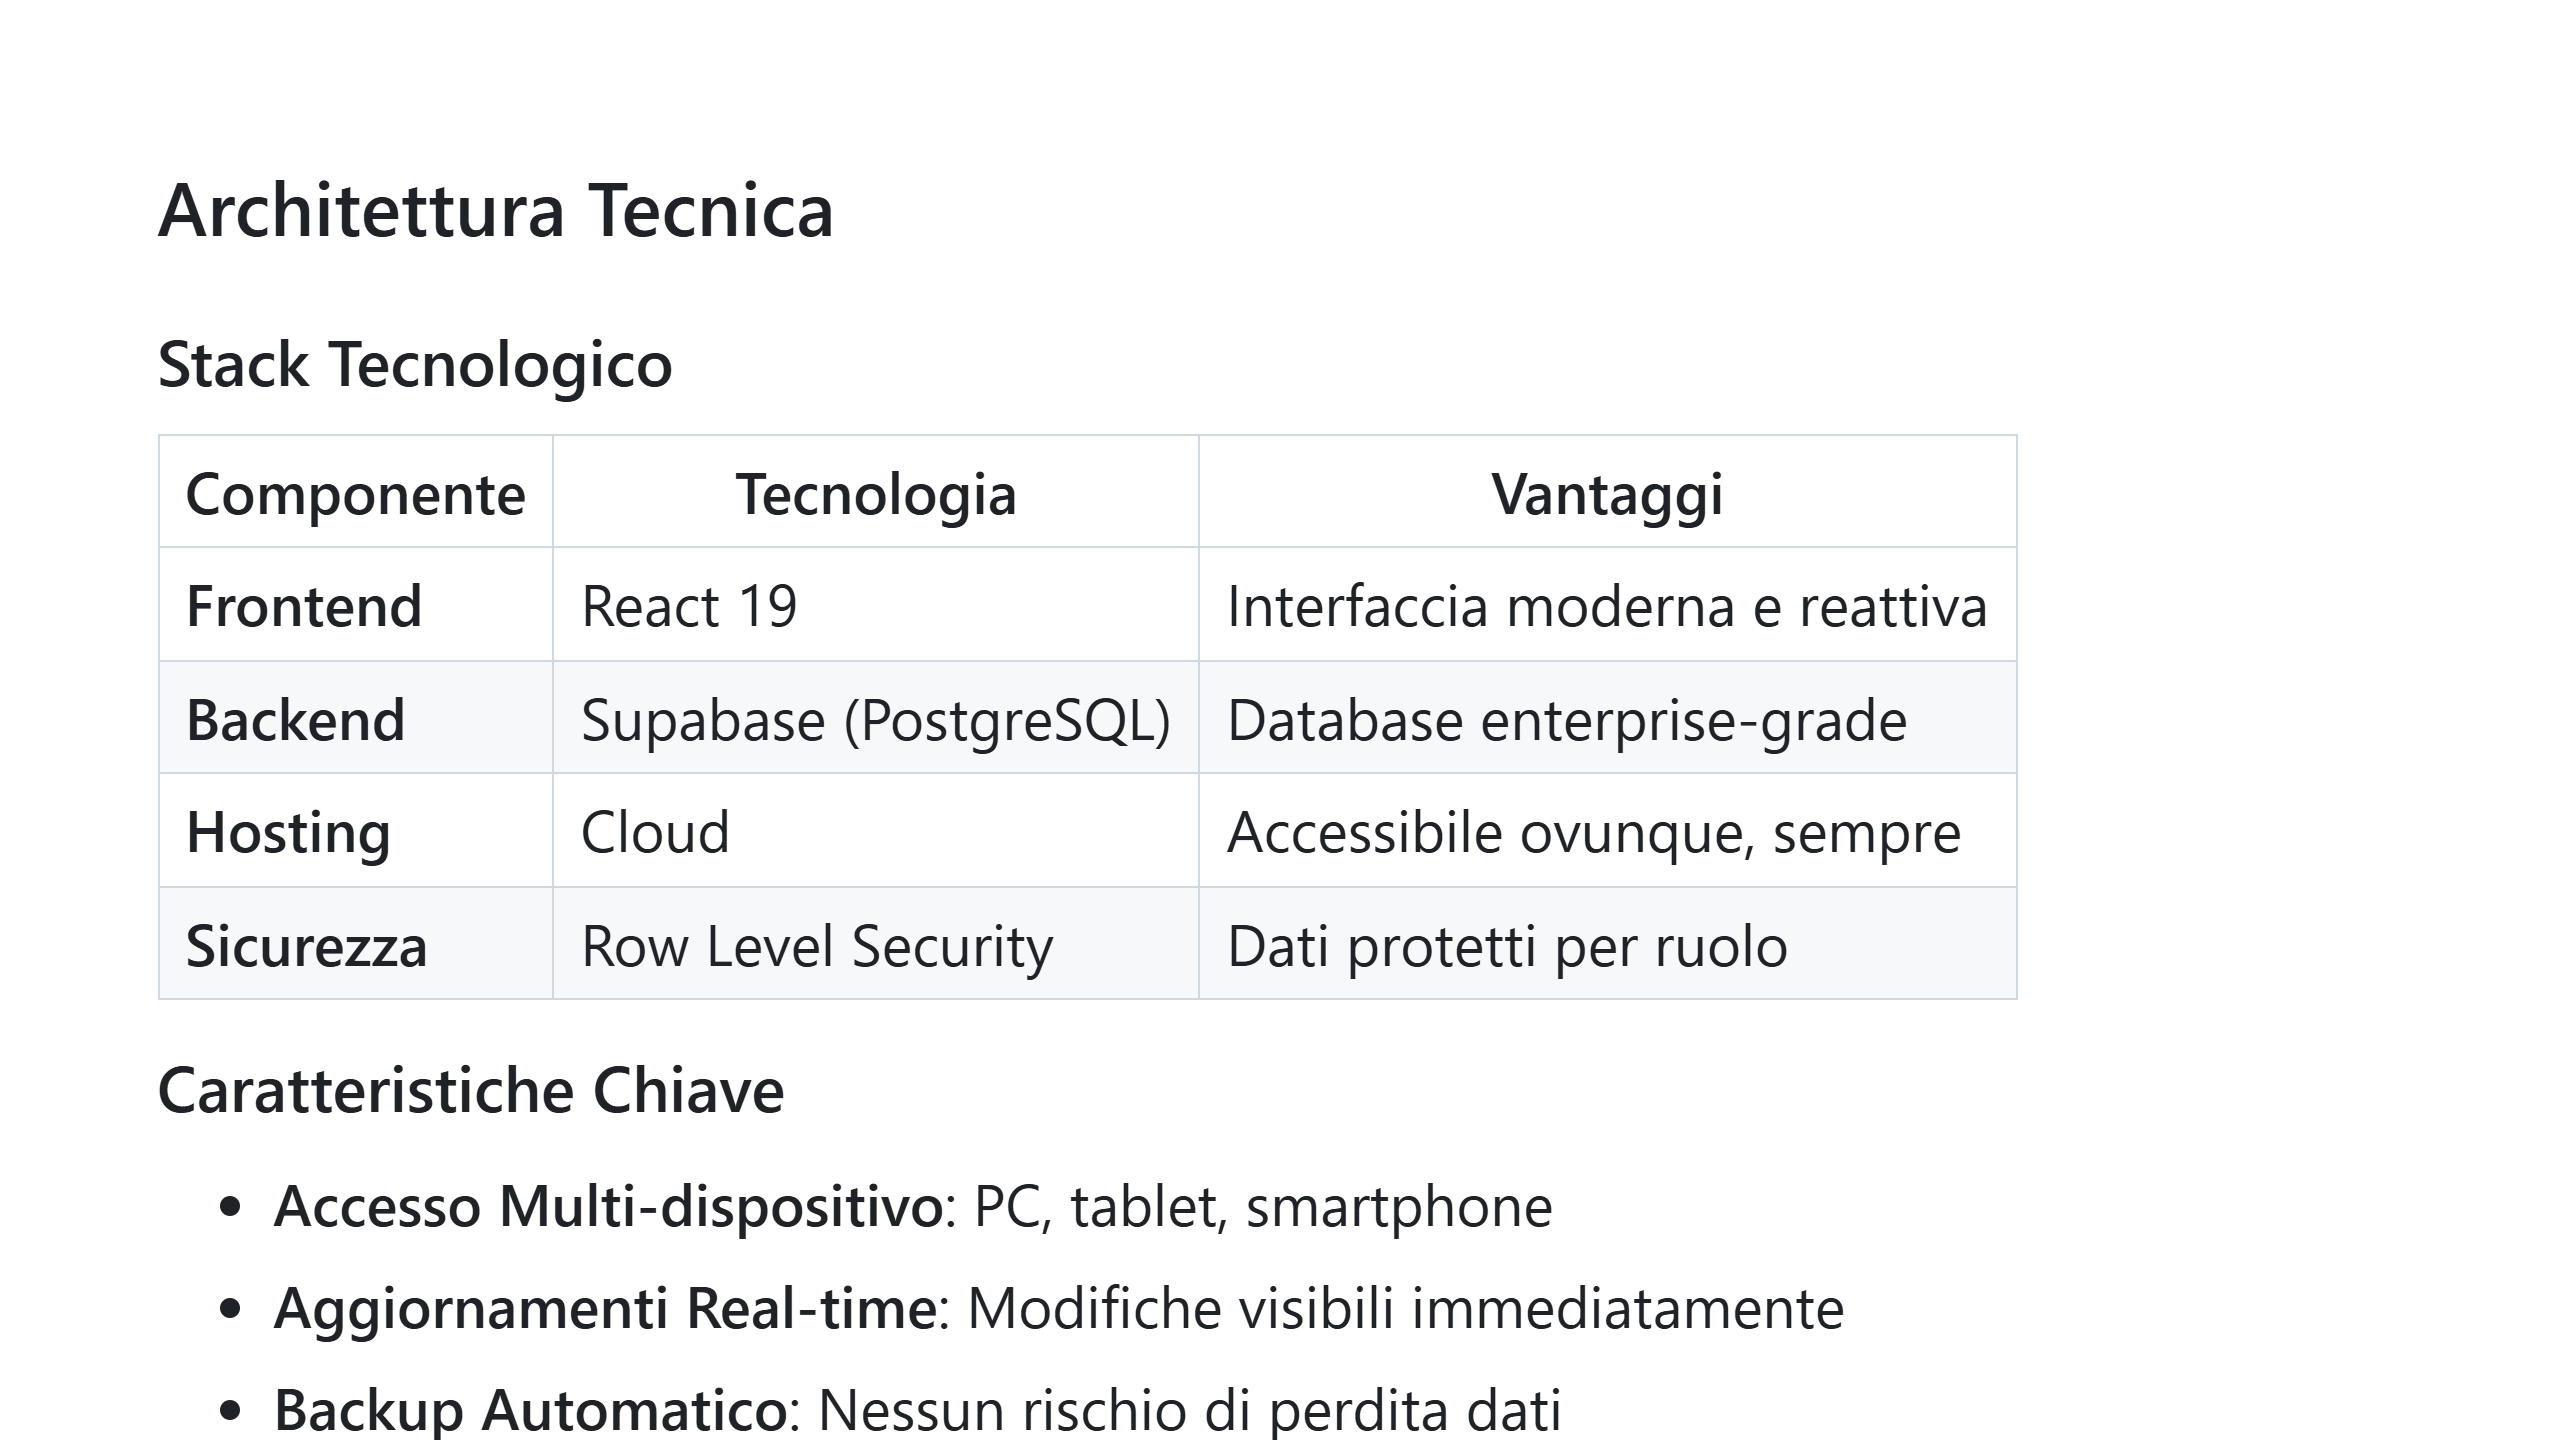 Architettura Tecnica
Stack Tecnologico
Componente Tecnologia Vantaggi
Frontend React 19 Interfaccia moderna e reattiva
Backend Supabase (PostgreSQL) Database enterprise-grade
Hosting Cloud Accessibile ovunque, sempre
Sicurezza Row Level Security Dati protetti per ruolo
Caratteristiche Chiave
• Accesso Multi-dispositivo: PC, tablet, smartphone
• Aggiornamenti Real-time: Modifiche visibili immediatamente
• Backup Automatico: Nessun rischio di perdita dati